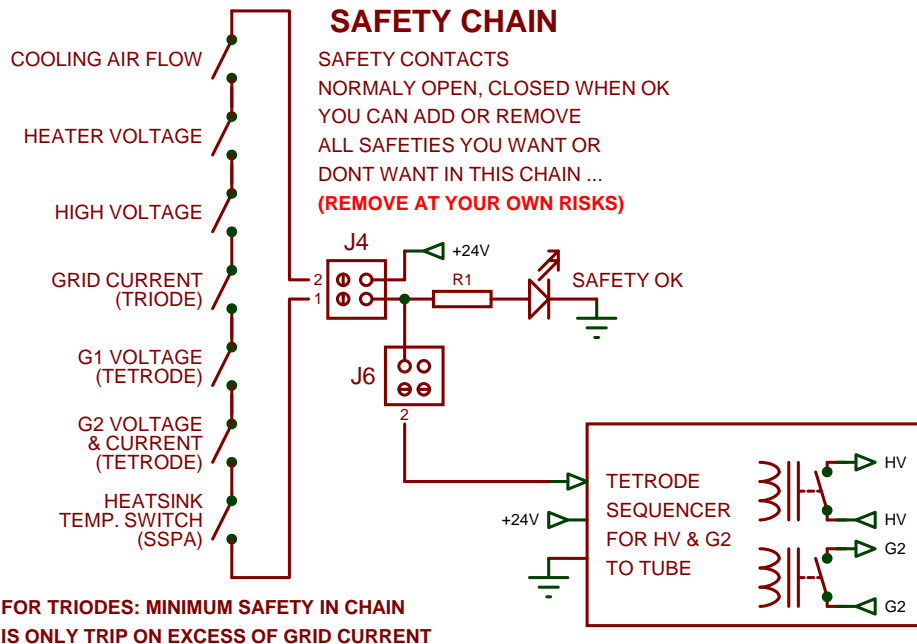 SAFETY CHAIN
SAFETY CONTACTS
NORMALY OPEN, CLOSED WHEN OK
YOU CAN ADD OR REMOVE
ALL SAFETIES YOU WANT OR
DONT WANT IN THIS CHAIN ...
(REMOVE AT YOUR OWN RISKS)
COOLING AIR FLOW
HEATER VOLTAGE
HIGH VOLTAGE
GRID CURRENT
(TRIODE)
G1 VOLTAGE
(TETRODE)
G2 VOLTAGE
& CURRENT
(TETRODE)
HEATSINK
TEMP. SWITCH
(SSPA)
J4
2
1
+24V
R1
SAFETY OK
J6
2
TETRODE
SEQUENCER
FOR HV & G2
TO TUBE
+24V
HV
HV
G2
G2
FOR TRIODES: MINIMUM SAFETY IN CHAIN
IS ONLY TRIP ON EXCESS OF GRID CURRENT